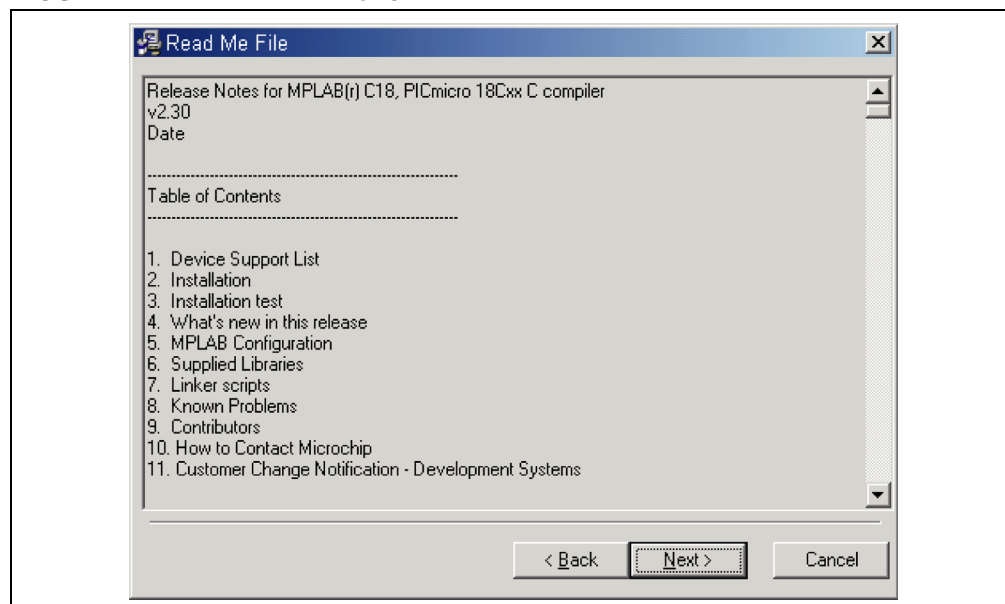 Read Me File
Release Notes for MPLAB(r) C18, PICmicro 18Cxx C compiler
v2.30
Date
----------------------------------------------------------------
Table of Contents
----------------------------------------------------------------
1. Device Support List
2. Installation
3. Installation test
4. What's new in this release
5. MPLAB Configuration
6. Supplied Libraries
7. Linker scripts
8. Known Problems
9. Contributors
10. How to Contact Microchip
11. Customer Change Notification - Development Systems
< Back Next > Cancel